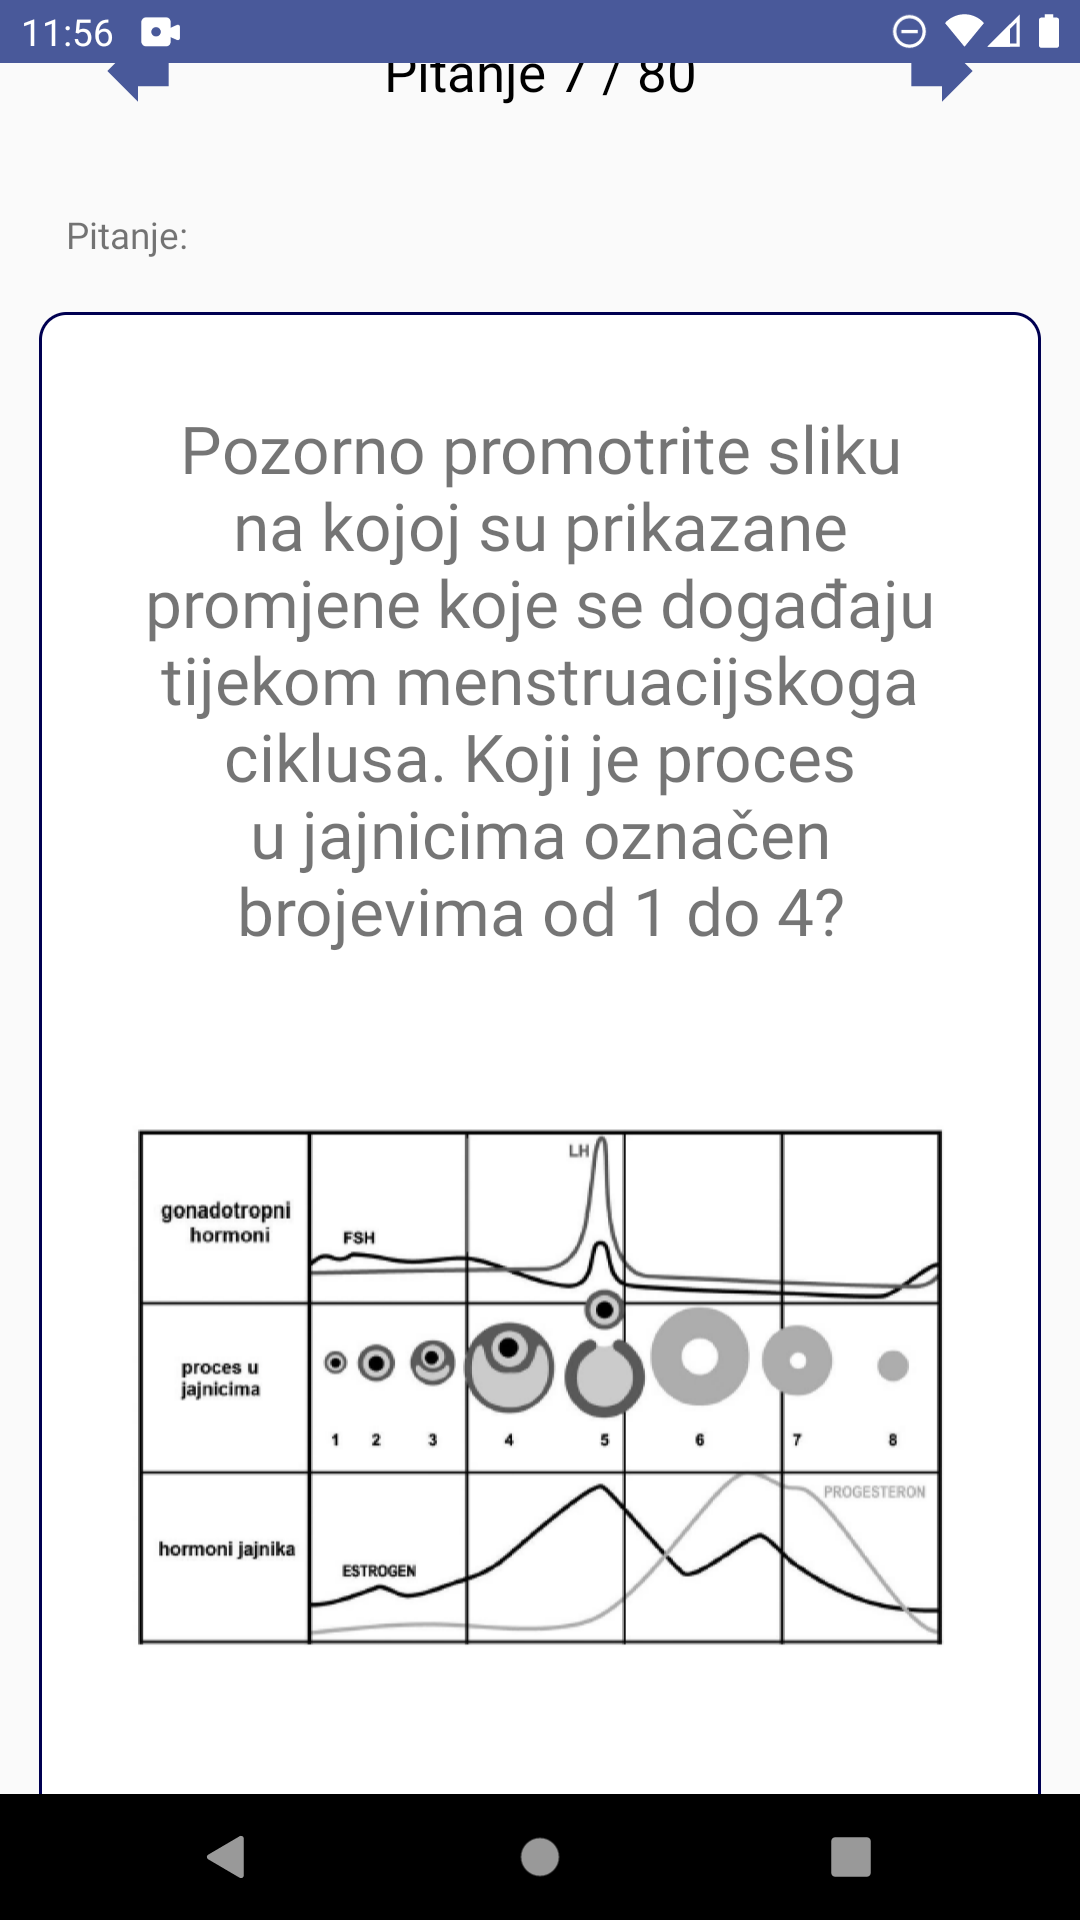 11:56
Pitanje 7 / 80
Pitanje:
Pozorno promotrite sliku
na kojoj su prikazane
promjene koje se događaju
tijekom menstruacijskoga
ciklusa. Koji je proces
u jajnicima označen
brojevima od 1 do 4?
LH
gonadotropni
hormoni
FSH
proces u
jajnicima
1 2 3 4 5 6 7 8
PROGESTERON
hormoni jajnika
ESTROGEN